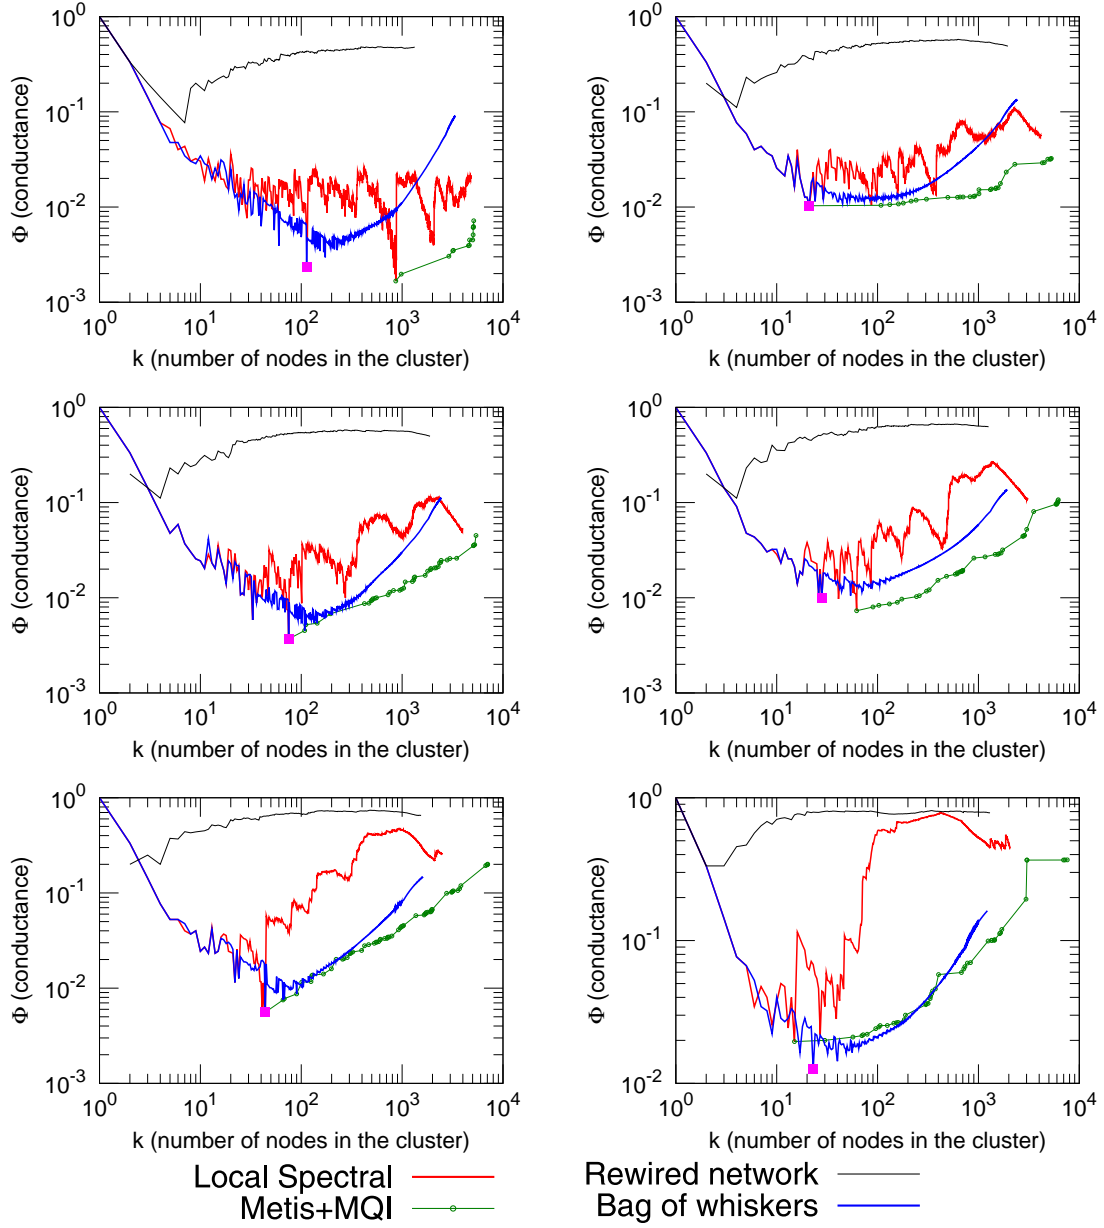 10^0
10^-1
10^-2
10^-3
10^0 10^1 10^2 10^3 10^4
Φ (conductance)
k (number of nodes in the cluster)
10^0
10^-1
10^-2
10^-3
10^0 10^1 10^2 10^3 10^4
Φ (conductance)
k (number of nodes in the cluster)
10^0
10^-1
10^-2
10^-3
10^0 10^1 10^2 10^3 10^4
Φ (conductance)
k (number of nodes in the cluster)
10^0
10^-1
10^-2
10^-3
10^0 10^1 10^2 10^3 10^4
Φ (conductance)
k (number of nodes in the cluster)
10^0
10^-1
10^-2
10^-3
10^0 10^1 10^2 10^3 10^4
Φ (conductance)
k (number of nodes in the cluster)
10^0
10^-1
10^-2
10^0 10^1 10^2 10^3 10^4
Φ (conductance)
k (number of nodes in the cluster)
Local Spectral
Metis+MQI
Rewired network
Bag of whiskers